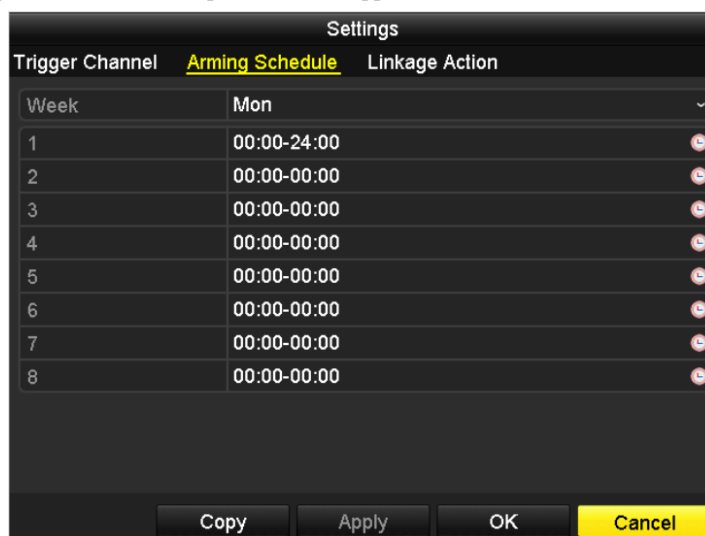 Settings
Trigger Channel Arming Schedule Linkage Action
Week Mon
1 00:00-24:00
2 00:00-00:00
3 00:00-00:00
4 00:00-00:00
5 00:00-00:00
6 00:00-00:00
7 00:00-00:00
8 00:00-00:00
Copy Apply OK Cancel